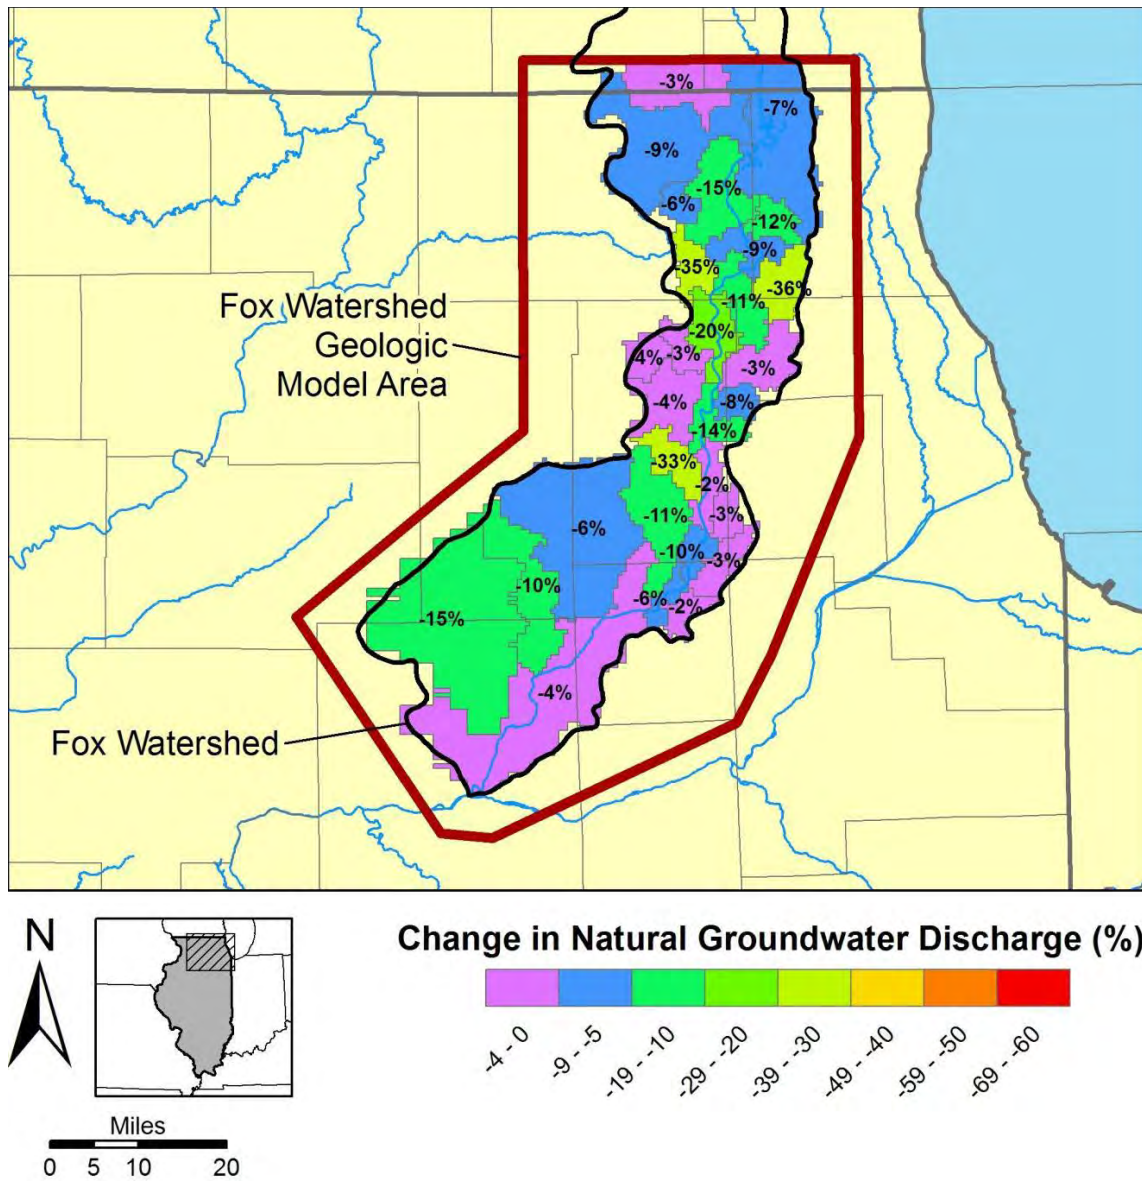 -3%
-7%
-9%
-15%
-6%
-12%
-9%
-35%
-36%
-11%
Fox Watershed
Geologic
Model Area
-20%
-4%
-3%
-3%
-4%
-8%
-14%
-33%
-2%
-3%
-11%
-6%
-10%
-3%
-10%
-6%
-2%
-15%
-4%
Fox Watershed
N
Change in Natural Groundwater Discharge (%)
-4 - 0
-9 - -5
-19 - -10
-29 - -20
-39 - -30
-49 - -40
-59 - -50
-69 - -60
Miles
0 5 10 20